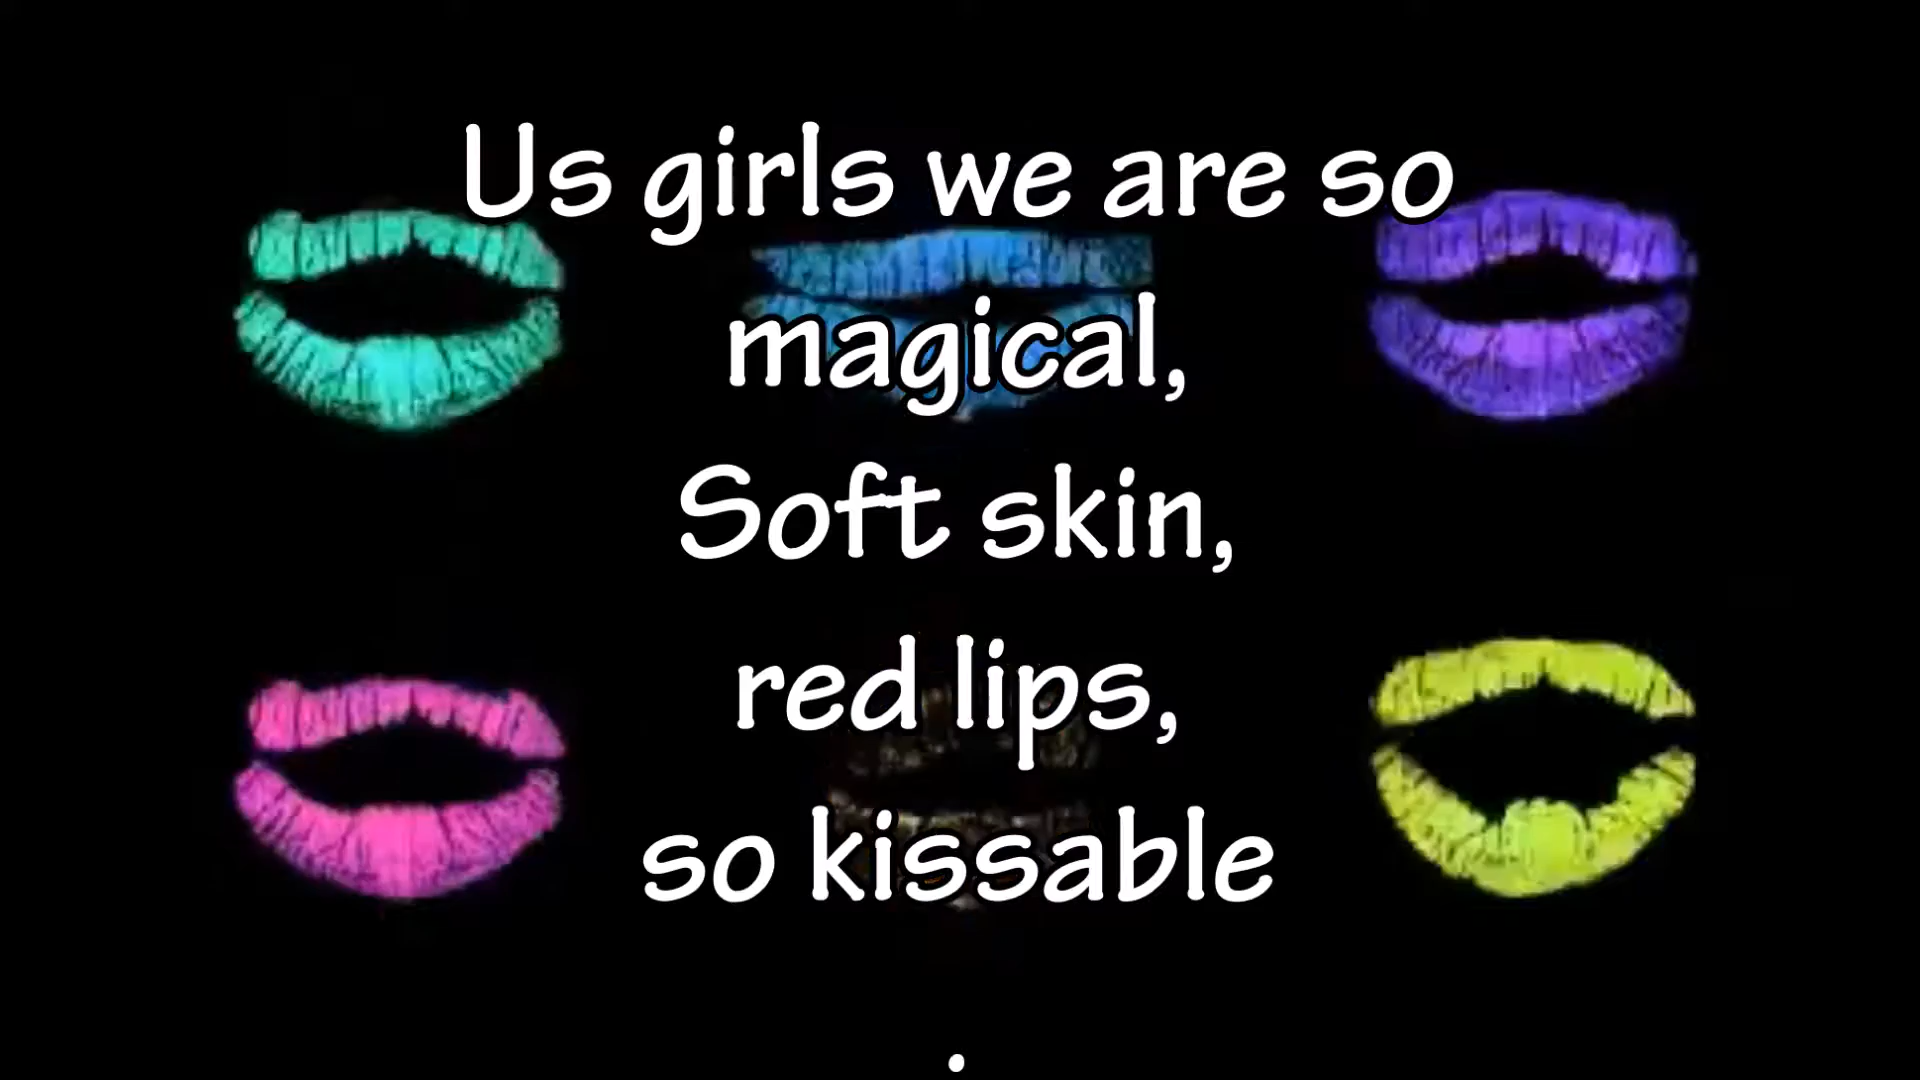 Us girls we are so
magical,
Soft skin,
red lips,
so kissable
.